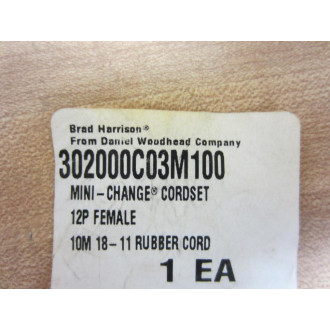 Brad Harrison®
From Daniel Woodhead Company
302000C03M100
MINI-CHANGE® CORDSET
12P FEMALE
10M 18-11 RUBBER CORD
1 EA